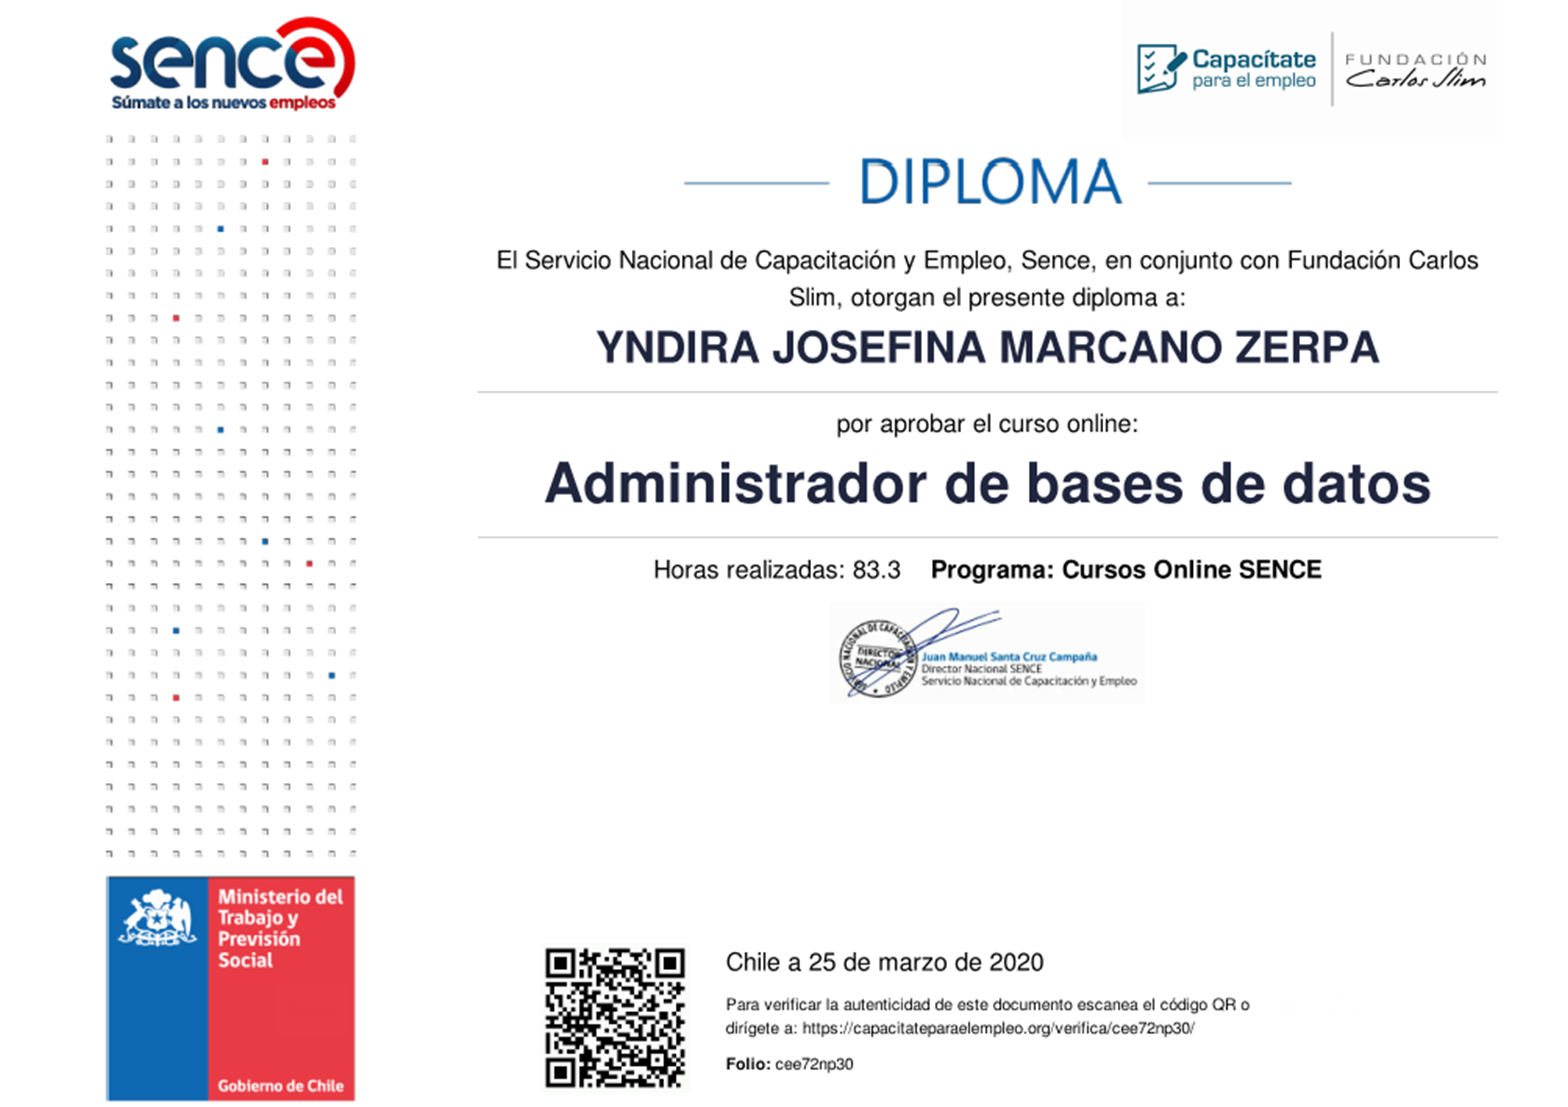 sence
Súmate a los nuevos empleos
Capacítate
para el empleo
FUNDACIÓN
Carlos Slim
DIPLOMA
El Servicio Nacional de Capacitación y Empleo, Sence, en conjunto con Fundación Carlos
Slim, otorgan el presente diploma a:
YNDIRA JOSEFINA MARCANO ZERPA
por aprobar el curso online:
Administrador de bases de datos
Horas realizadas: 83.3 Programa: Cursos Online SENCE
SERVICIO NACIONAL DE CAPACITACIÓN Y EMPLEO
DIRECTOR
NACIONAL
Juan Manuel Santa Cruz Campaña
Director Nacional SENCE
Servicio Nacional de Capacitación y Empleo
Ministerio del
Trabajo y
Previsión
Social
Gobierno de Chile
Chile a 25 de marzo de 2020
Para verificar la autenticidad de este documento escanea el código QR o
dirígete a: https://capacitateparaelempleo.org/verifica/cee72np30/
Folio: cee72np30